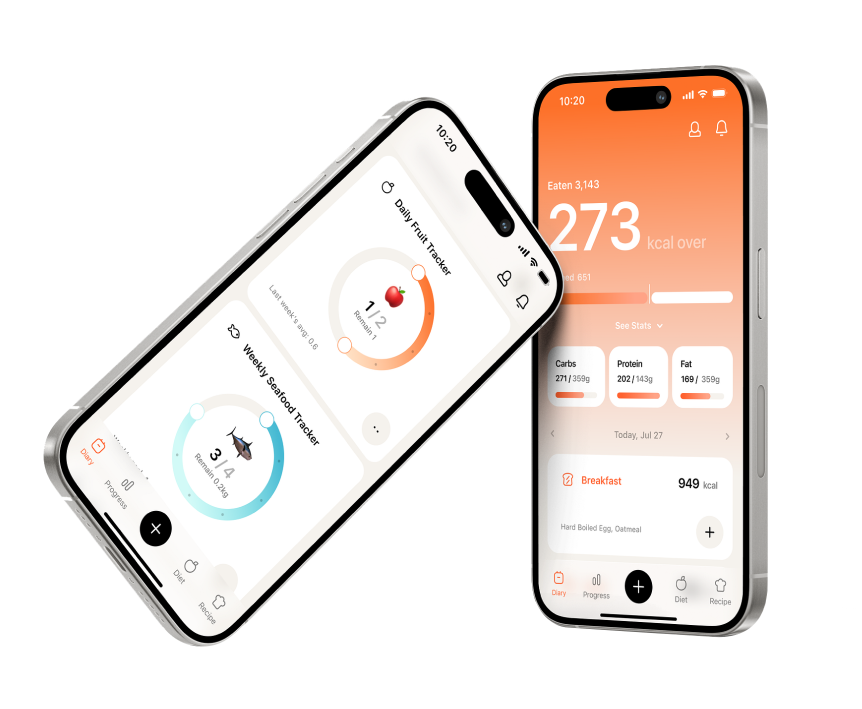 10:20
Daily Fruit Tracker
1/2
Remain 1
Last week's avg: 0.6
Weekly Seafood Tracker
3/4
Remain 0.2kg
Diary
Progress
Diet
Recipe
10:20
Eaten 3,143
273 kcal over
651
See Stats
Carbs
271 / 359g
Protein
202 / 143g
Fat
169 / 359g
Today, Jul 27
Breakfast
949 kcal
Hard Boiled Egg, Oatmeal
Diary
Progress
Diet
Recipe